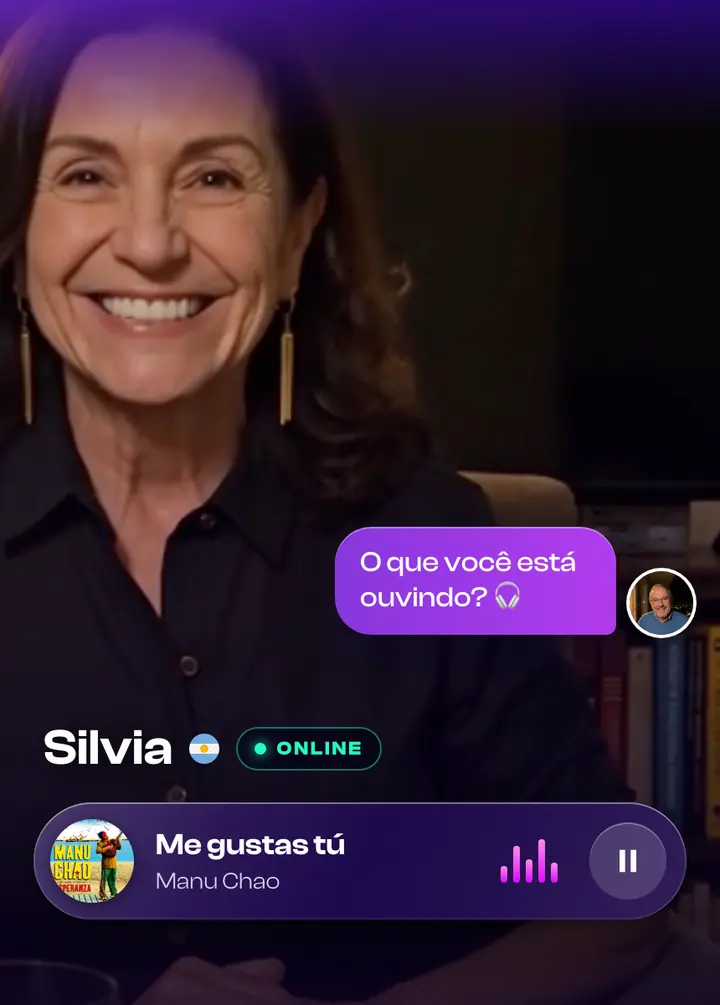 O que você está
ouvindo? 🎧
Silvia
ONLINE
MANU
CHAO
ESPERANZA
Me gustas tú
Manu Chao